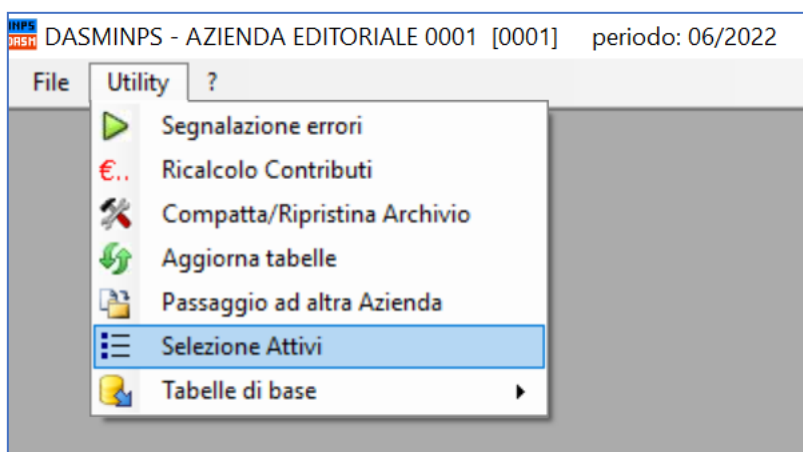 INPS
DASM DASMINPS - AZIENDA EDITORIALE 0001 [0001] periodo: 06/2022
File Utility ?
Segnalazione errori
€.. Ricalcolo Contributi
Compatta/Ripristina Archivio
Aggiorna tabelle
Passaggio ad altra Azienda
Selezione Attivi
Tabelle di base